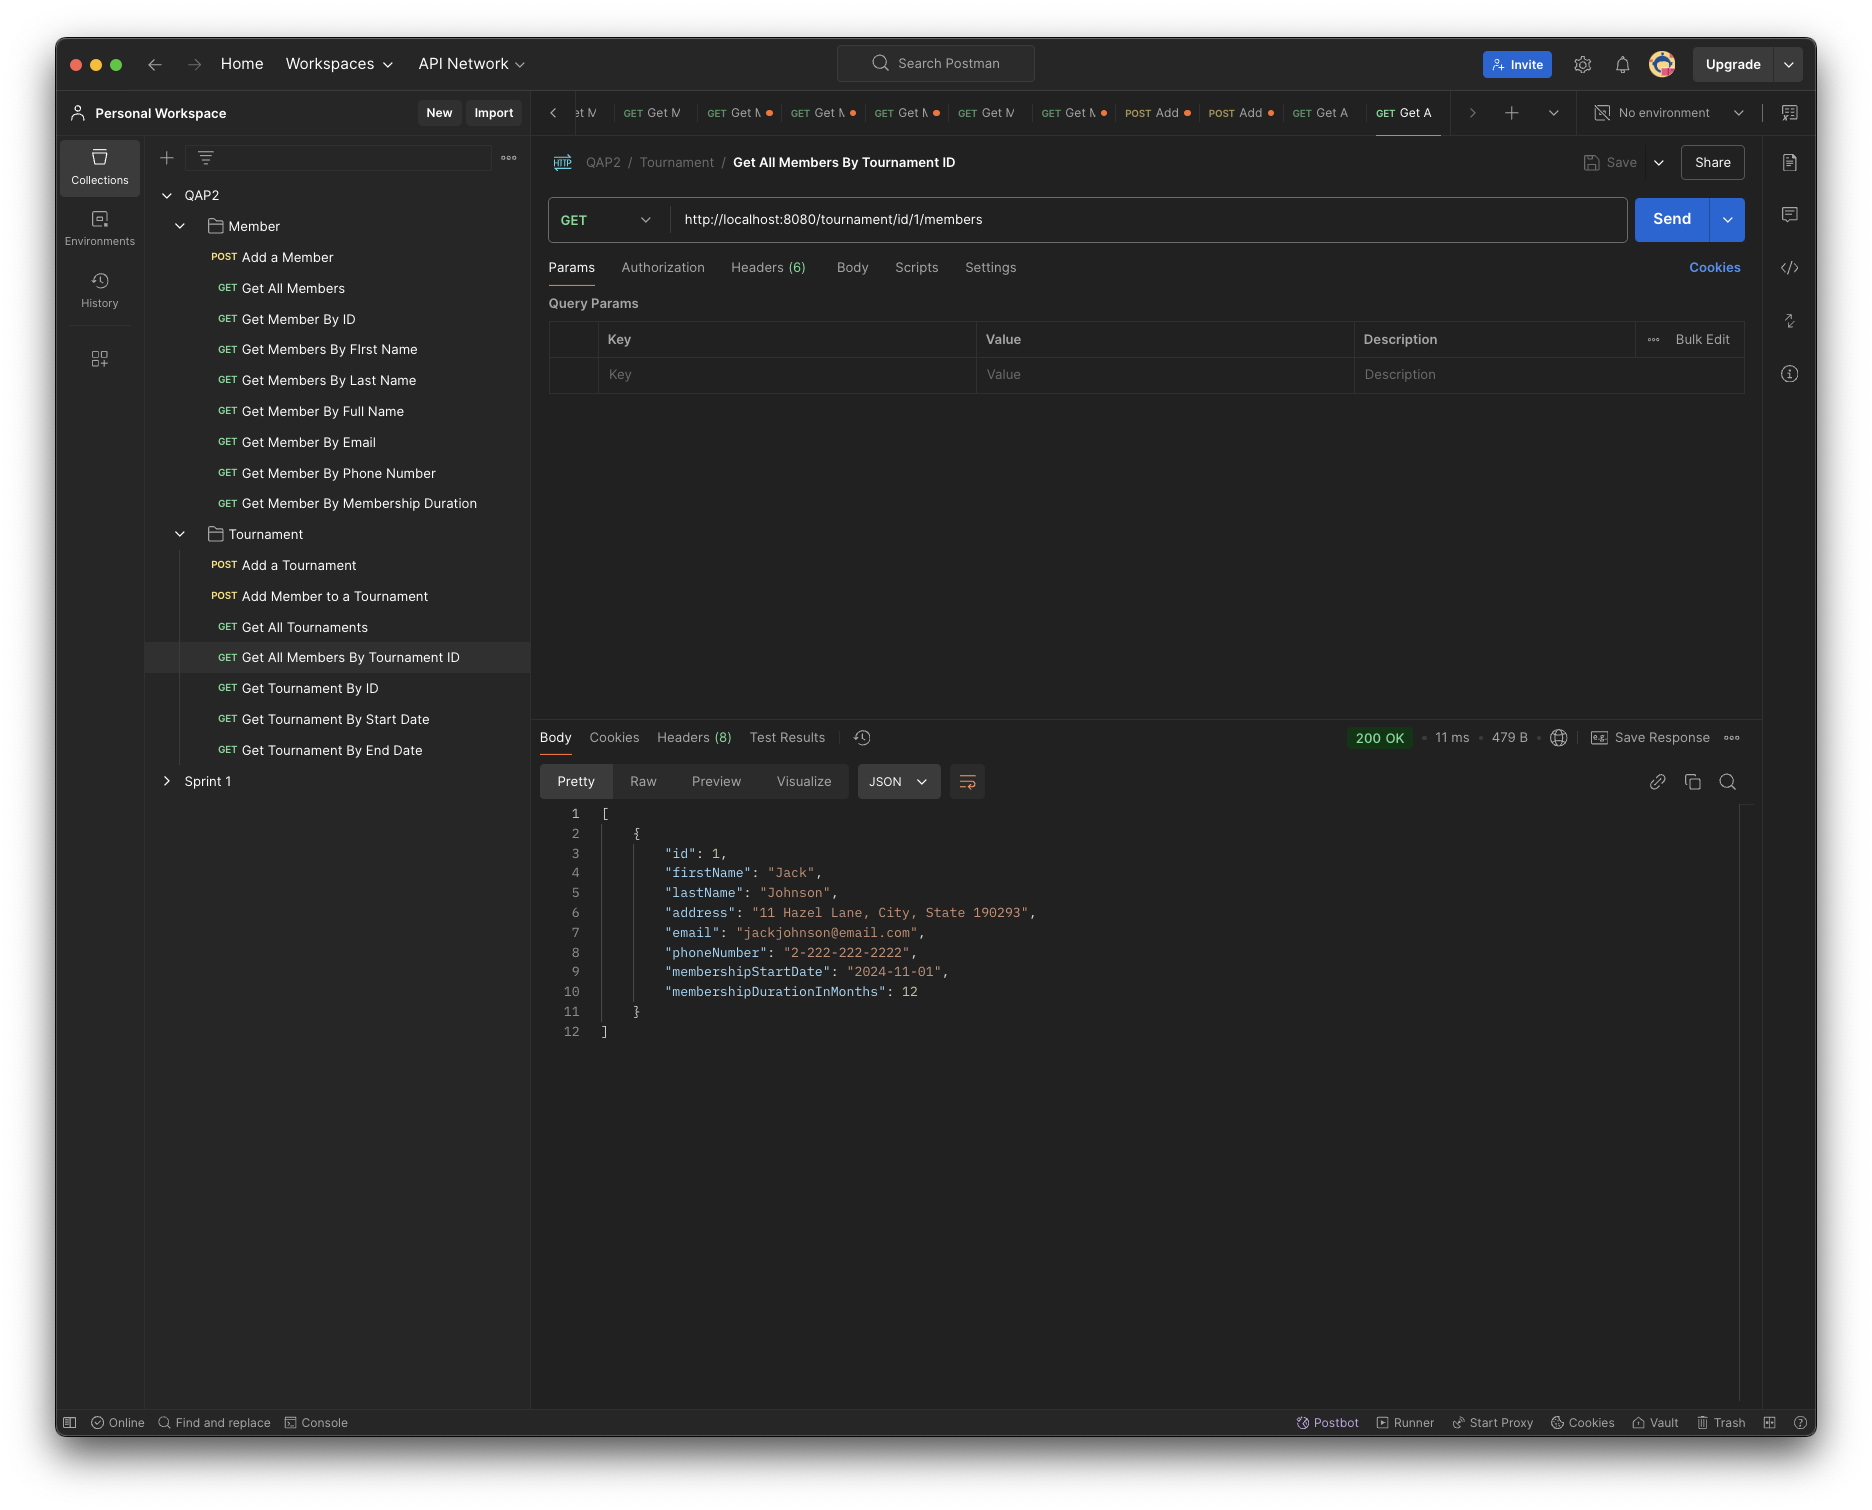 Home
Workspaces
API Network
Search Postman
Invite
Upgrade
Personal Workspace
New
Import
et M
GET Get M
GET Get M
GET Get M
GET Get M
GET Get M
GET Get M
POST Add
POST Add
GET Get A
GET Get A
No environment
Collections
Environments
History
QAP2
Member
POST Add a Member
GET Get All Members
GET Get Member By ID
GET Get Members By FIrst Name
GET Get Members By Last Name
GET Get Member By Full Name
GET Get Member By Email
GET Get Member By Phone Number
GET Get Member By Membership Duration
Tournament
POST Add a Tournament
POST Add Member to a Tournament
GET Get All Tournaments
GET Get All Members By Tournament ID
GET Get Tournament By ID
GET Get Tournament By Start Date
GET Get Tournament By End Date
Sprint 1
HTTP
QAP2 / Tournament / Get All Members By Tournament ID
Save
Share
GET
http://localhost:8080/tournament/id/1/members
Send
Params
Authorization
Headers (6)
Body
Scripts
Settings
Cookies
Query Params
Key
Value
Description
Bulk Edit
Key
Value
Description
Body
Cookies
Headers (8)
Test Results
200 OK
11 ms
479 B
e.g.
Save Response
Pretty
Raw
Preview
Visualize
JSON
1 [
2 {
3 "id": 1,
4 "firstName": "Jack",
5 "lastName": "Johnson",
6 "address": "11 Hazel Lane, City, State 190293",
7 "email": "jackjohnson@email.com",
8 "phoneNumber": "2-222-222-2222",
9 "membershipStartDate": "2024-11-01",
10 "membershipDurationInMonths": 12
11 }
12 ]
Online
Find and replace
Console
Postbot
Runner
Start Proxy
Cookies
Vault
Trash